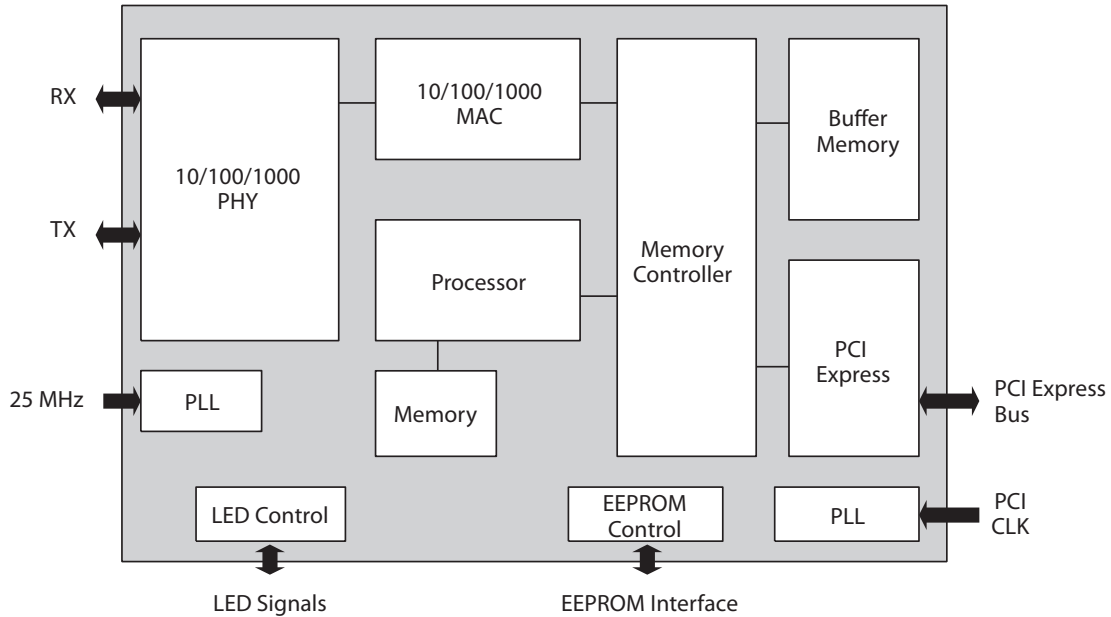 RX
TX
25 MHz
10/100/1000
PHY
10/100/1000
MAC
Processor
Memory
Memory
Controller
Buffer
Memory
PCI
Express
PLL
LED Control
EEPROM
Control
PLL
PCI Express
Bus
PCI
CLK
LED Signals
EEPROM Interface